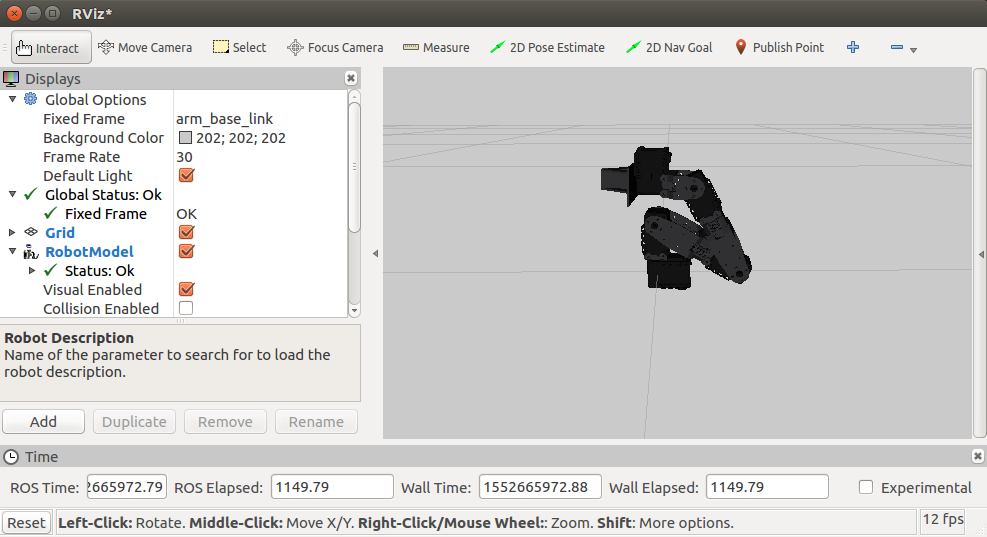 RViz*
Interact Move Camera Select Focus Camera Measure 2D Pose Estimate 2D Nav Goal Publish Point
Displays
Global Options
Fixed Frame arm_base_link
Background Color 202; 202; 202
Frame Rate 30
Default Light
Global Status: Ok
Fixed Frame OK
Grid
RobotModel
Status: Ok
Visual Enabled
Collision Enabled
Robot Description
Name of the parameter to search for to load the
robot description.
Add Duplicate Remove Rename
Time
ROS Time: 2665972.79 ROS Elapsed: 1149.79 Wall Time: 1552665972.88 Wall Elapsed: 1149.79 Experimental
Reset Left-Click: Rotate. Middle-Click: Move X/Y. Right-Click/Mouse Wheel:: Zoom. Shift: More options. 12 fps